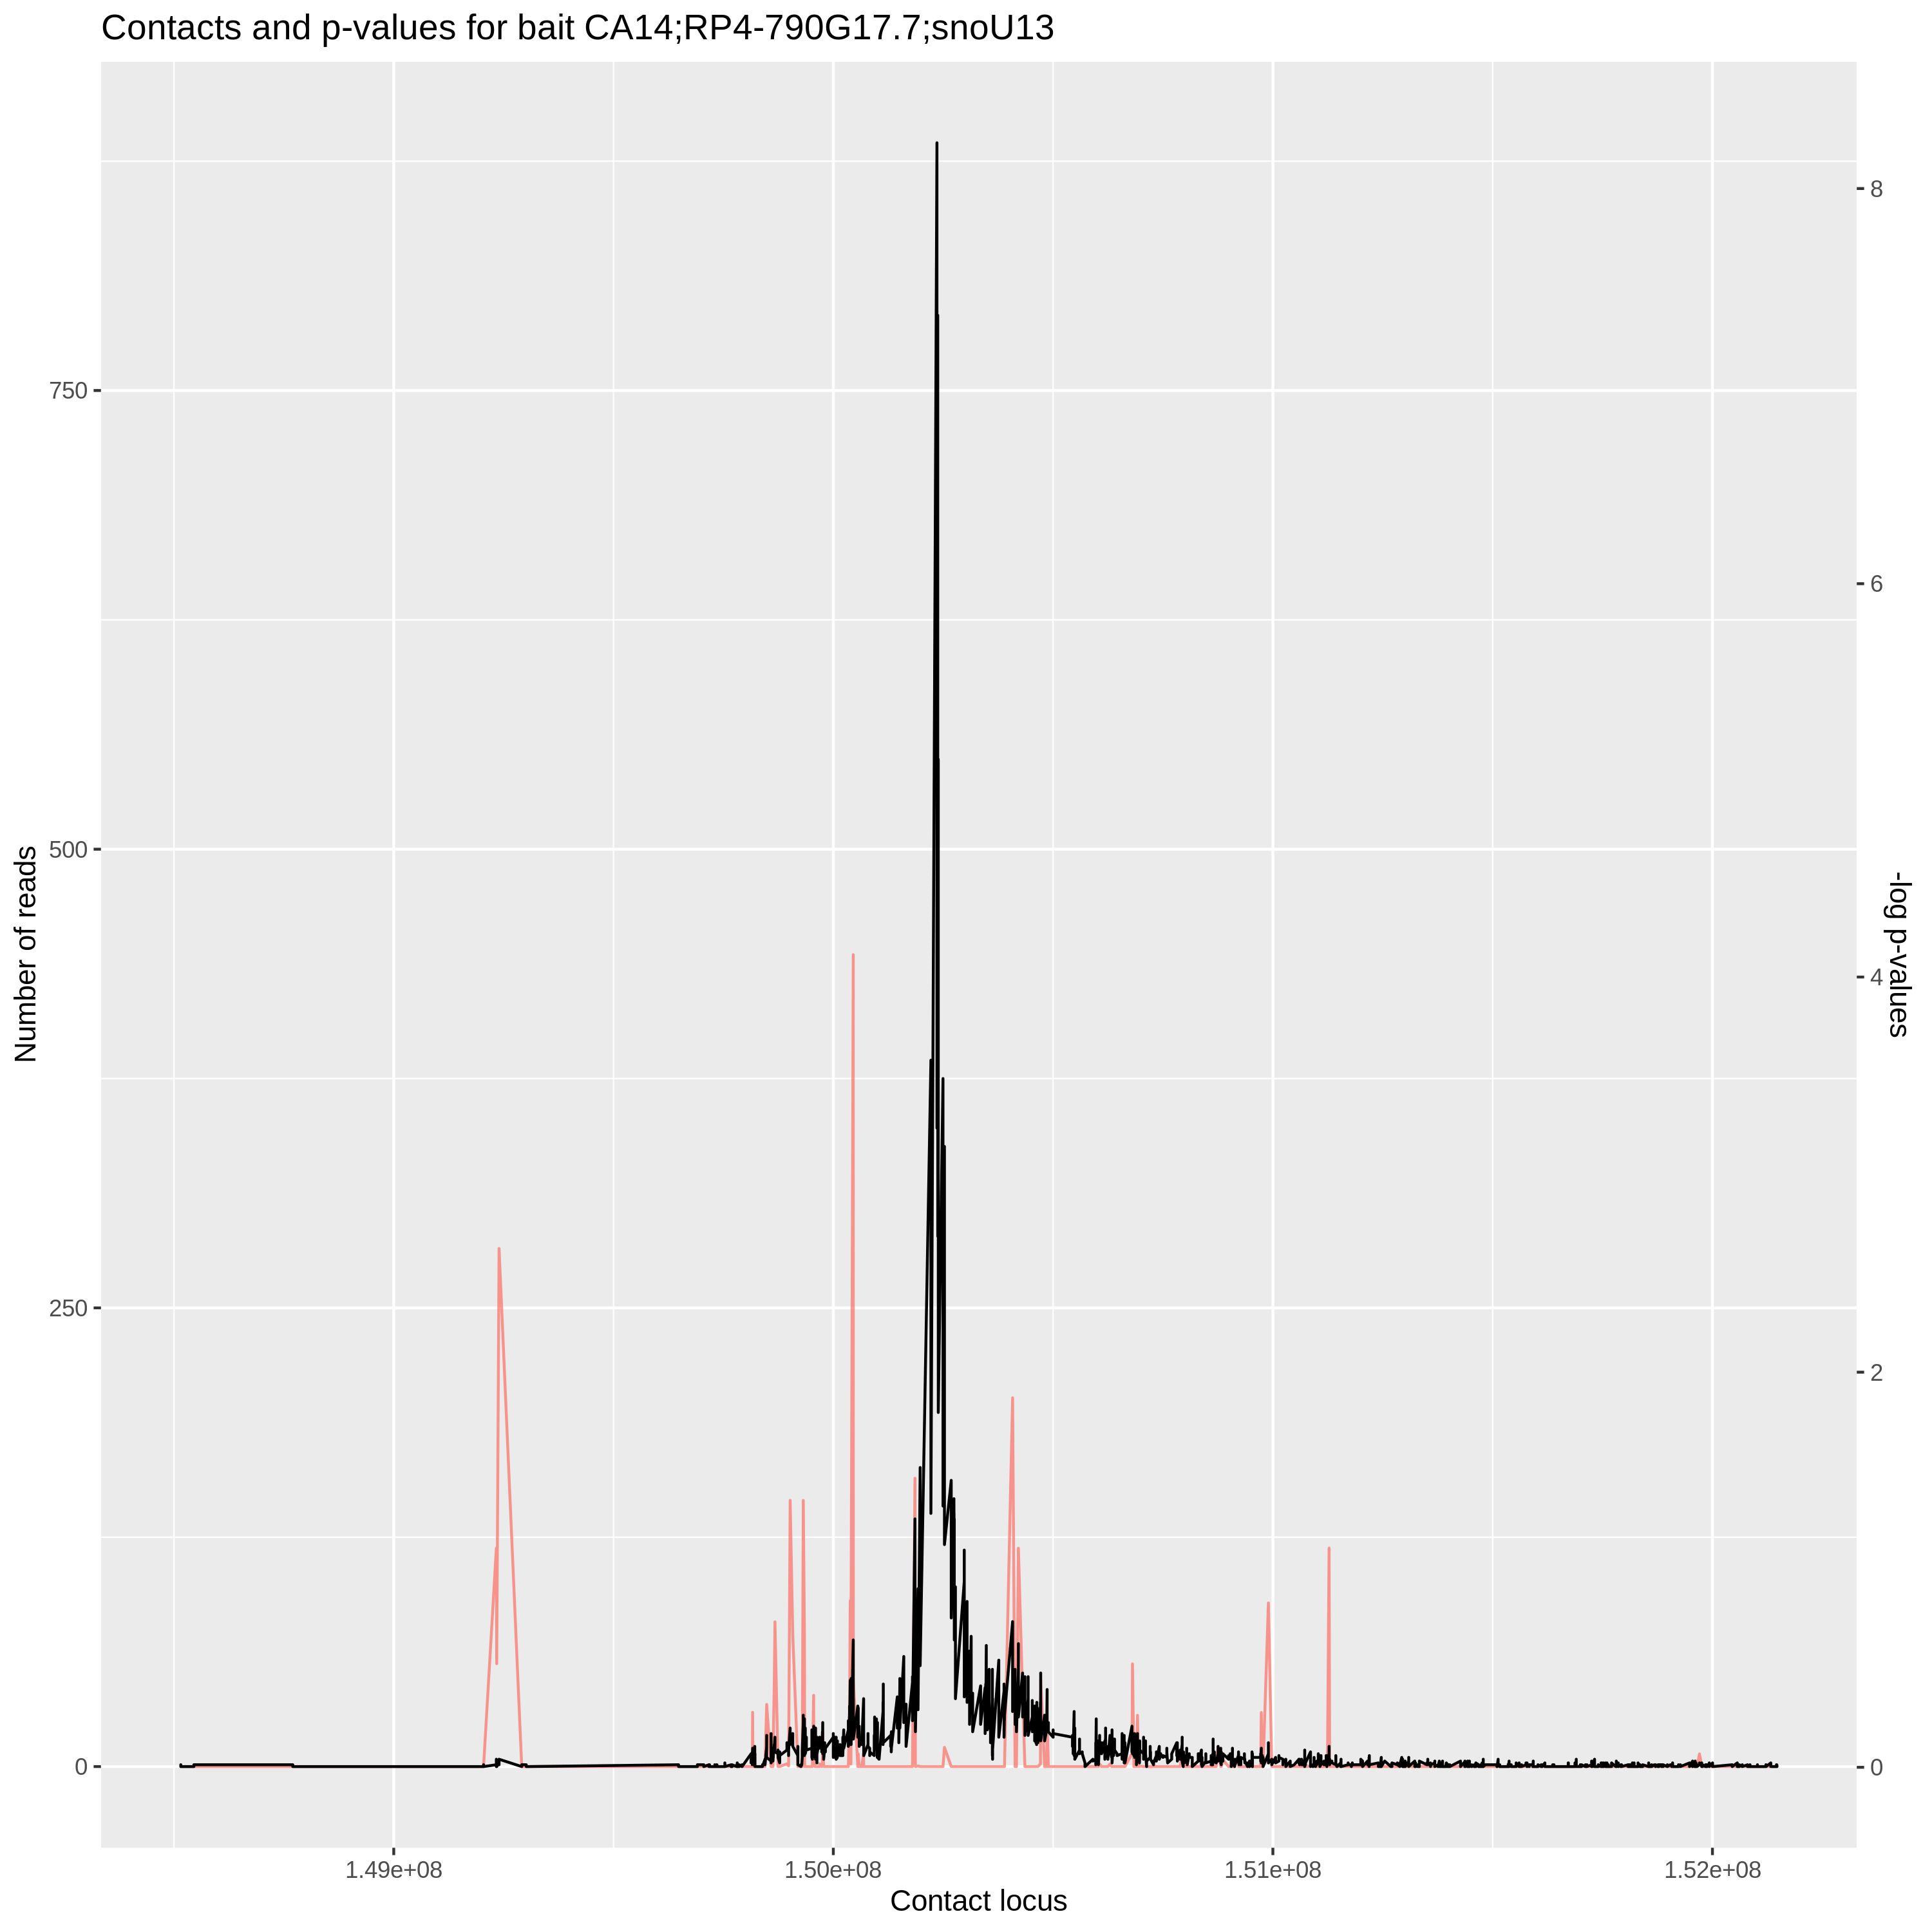 Contacts and p-values for bait CA14;RP4-790G17.7;snoU13
8
750
6
500
Number of reads
-log p-values
4
250
2
0
0
1.49e+08
1.50e+08
1.51e+08
1.52e+08
Contact locus